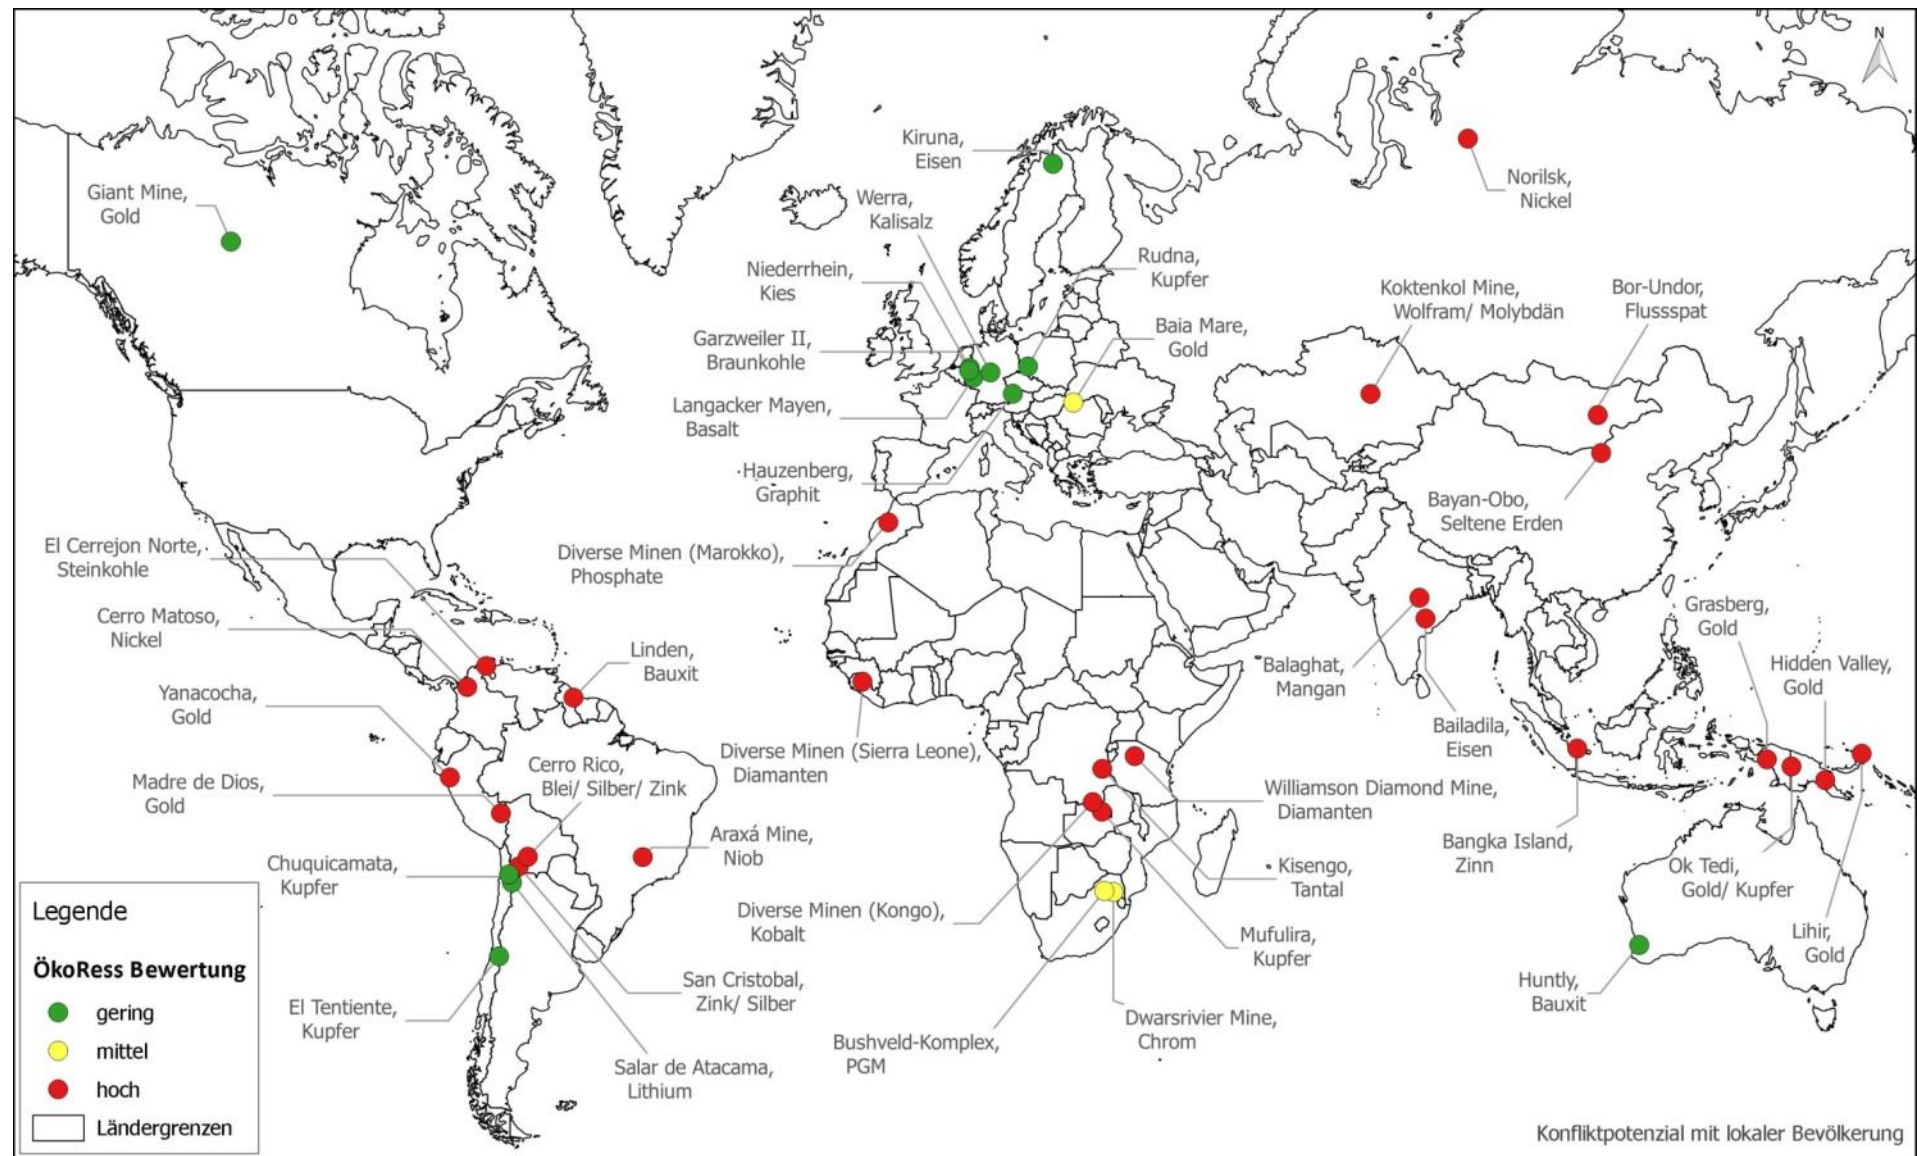 N
Kiruna,
Eisen
Norilsk,
Nickel
Giant Mine,
Gold
Werra,
Kalisalz
Rudna,
Kupfer
Niederrhein,
Kies
Koktenkol Mine,
Wolfram/ Molybdän
Bor-Undor,
Flussspat
Garzweiler II,
Braunkohle
Baia Mare,
Gold
Langacker Mayen,
Basalt
Hauzenberg,
Graphit
Bayan-Obo,
Seltene Erden
El Cerrejon Norte,
Steinkohle
Diverse Minen (Marokko),
Phosphate
Cerro Matoso,
Nickel
Grasberg,
Gold
Linden,
Bauxit
Balaghat,
Mangan
Hidden Valley,
Gold
Yanacocha,
Gold
Bailadila,
Eisen
Diverse Minen (Sierra Leone),
Diamanten
Cerro Rico,
Blei/ Silber/ Zink
Madre de Dios,
Gold
Williamson Diamond Mine,
Diamanten
Araxá Mine,
Niob
Bangka Island,
Zinn
Chuquicamata,
Kupfer
Kisengo,
Tantal
Ok Tedi,
Gold/ Kupfer
Diverse Minen (Kongo),
Kobalt
Mufulira,
Kupfer
Lihir,
Gold
San Cristobal,
Zink/ Silber
Huntly,
Bauxit
El Tentiente,
Kupfer
Dwarsrivier Mine,
Chrom
Bushveld-Komplex,
PGM
Salar de Atacama,
Lithium
Legende
ÖkoRess Bewertung
gering
mittel
hoch
Ländergrenzen
Konfliktpotenzial mit lokaler Bevölkerung